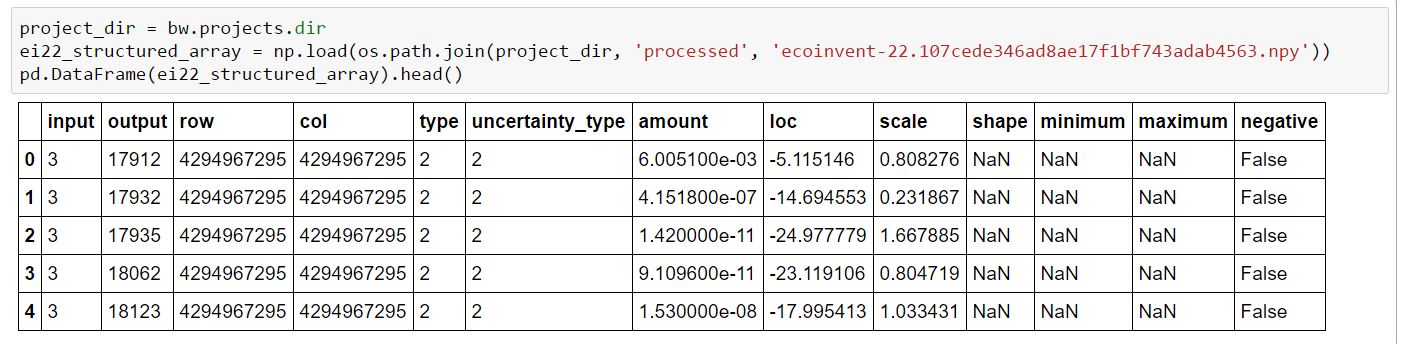 project_dir = bw.projects.dir
ei22_structured_array = np.load(os.path.join(project_dir, 'processed', 'ecoinvent-22.107cede346ad8ae17f1bf743adab4563.npy'))
pd.DataFrame(ei22_structured_array).head()
input output row col type uncertainty_type amount loc scale shape minimum maximum negative
0 3 17912 4294967295 4294967295 2 2 6.005100e-03 -5.115146 0.808276 NaN NaN NaN False
1 3 17932 4294967295 4294967295 2 2 4.151800e-07 -14.694553 0.231867 NaN NaN NaN False
2 3 17935 4294967295 4294967295 2 2 1.420000e-11 -24.977779 1.667885 NaN NaN NaN False
3 3 18062 4294967295 4294967295 2 2 9.109600e-11 -23.119106 0.804719 NaN NaN NaN False
4 3 18123 4294967295 4294967295 2 2 1.530000e-08 -17.995413 1.033431 NaN NaN NaN False